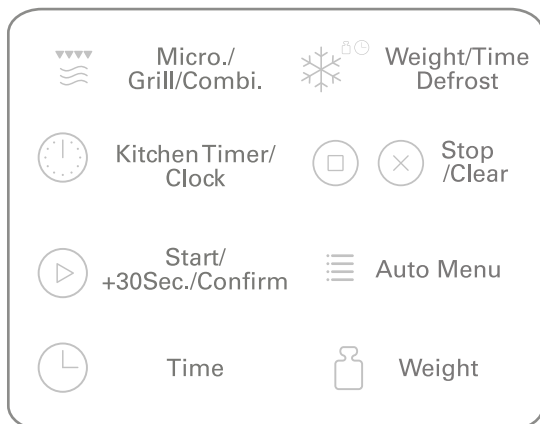 Micro./
Grill/Combi.
Weight/Time
Defrost
Kitchen Timer/
Clock
Stop
/Clear
Start/
+30Sec./Confirm
Auto Menu
Time
Weight